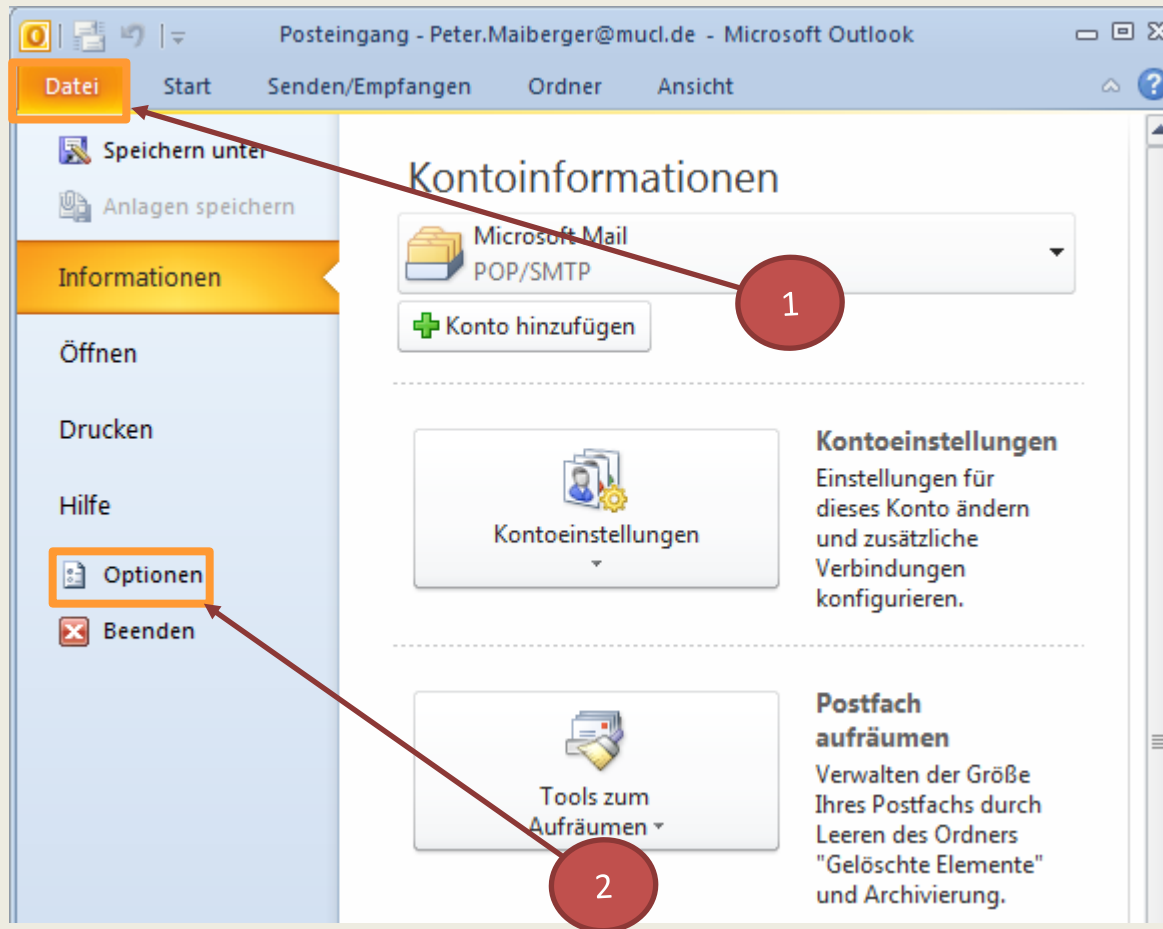 Posteingang - Peter.Maiberger@mucl.de - Microsoft Outlook
Datei Start Senden/Empfangen Ordner Ansicht
Speichern unter
Anlagen speichern
Informationen
Öffnen
Drucken
Hilfe
Optionen
Beenden
Kontoinformationen
Microsoft Mail
POP/SMTP
1
Konto hinzufügen
Kontoeinstellungen
Kontoeinstellungen
Einstellungen für
dieses Konto ändern
und zusätzliche
Verbindungen
konfigurieren.
Tools zum
Aufräumen
Postfach
aufräumen
Verwalten der Größe
Ihres Postfachs durch
Leeren des Ordners
"Gelöschte Elemente"
und Archivierung.
2